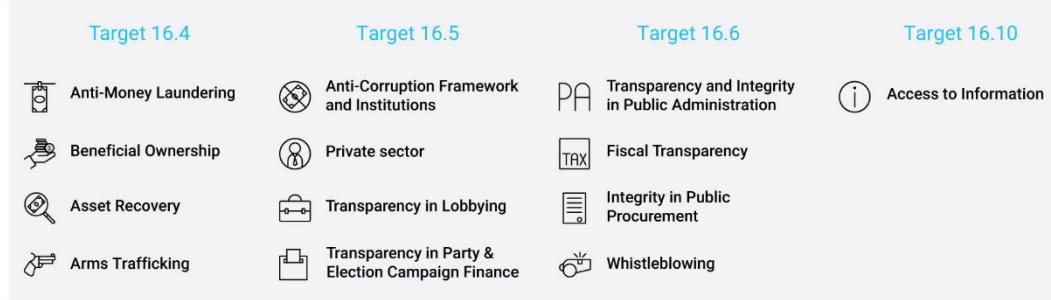 Target 16.4
Anti-Money Laundering
Beneficial Ownership
Asset Recovery
Arms Trafficking
Target 16.5
Anti-Corruption Framework
and Institutions
Private sector
Transparency in Lobbying
Transparency in Party &
Election Campaign Finance
Target 16.6
PA
Transparency and Integrity
in Public Administration
TAX
Fiscal Transparency
Integrity in Public
Procurement
Whistleblowing
Target 16.10
i
Access to Information